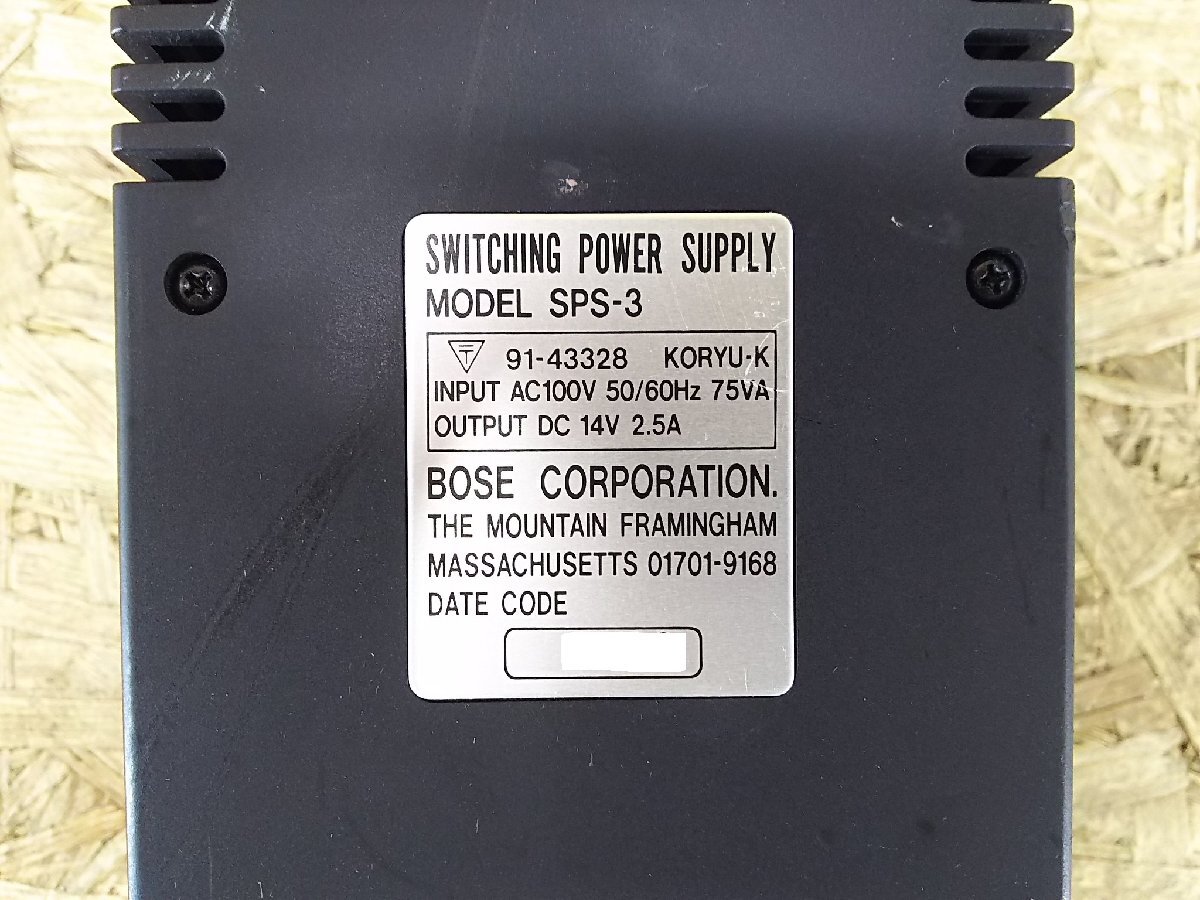 SWITCHING POWER SUPPLY
MODEL SPS-3
91-43328 KORYU-K
INPUT AC100V 50/60Hz 75VA
OUTPUT DC 14V 2.5A
BOSE CORPORATION.
THE MOUNTAIN FRAMINGHAM
MASSACHUSETTS 01701-9168
DATE CODE